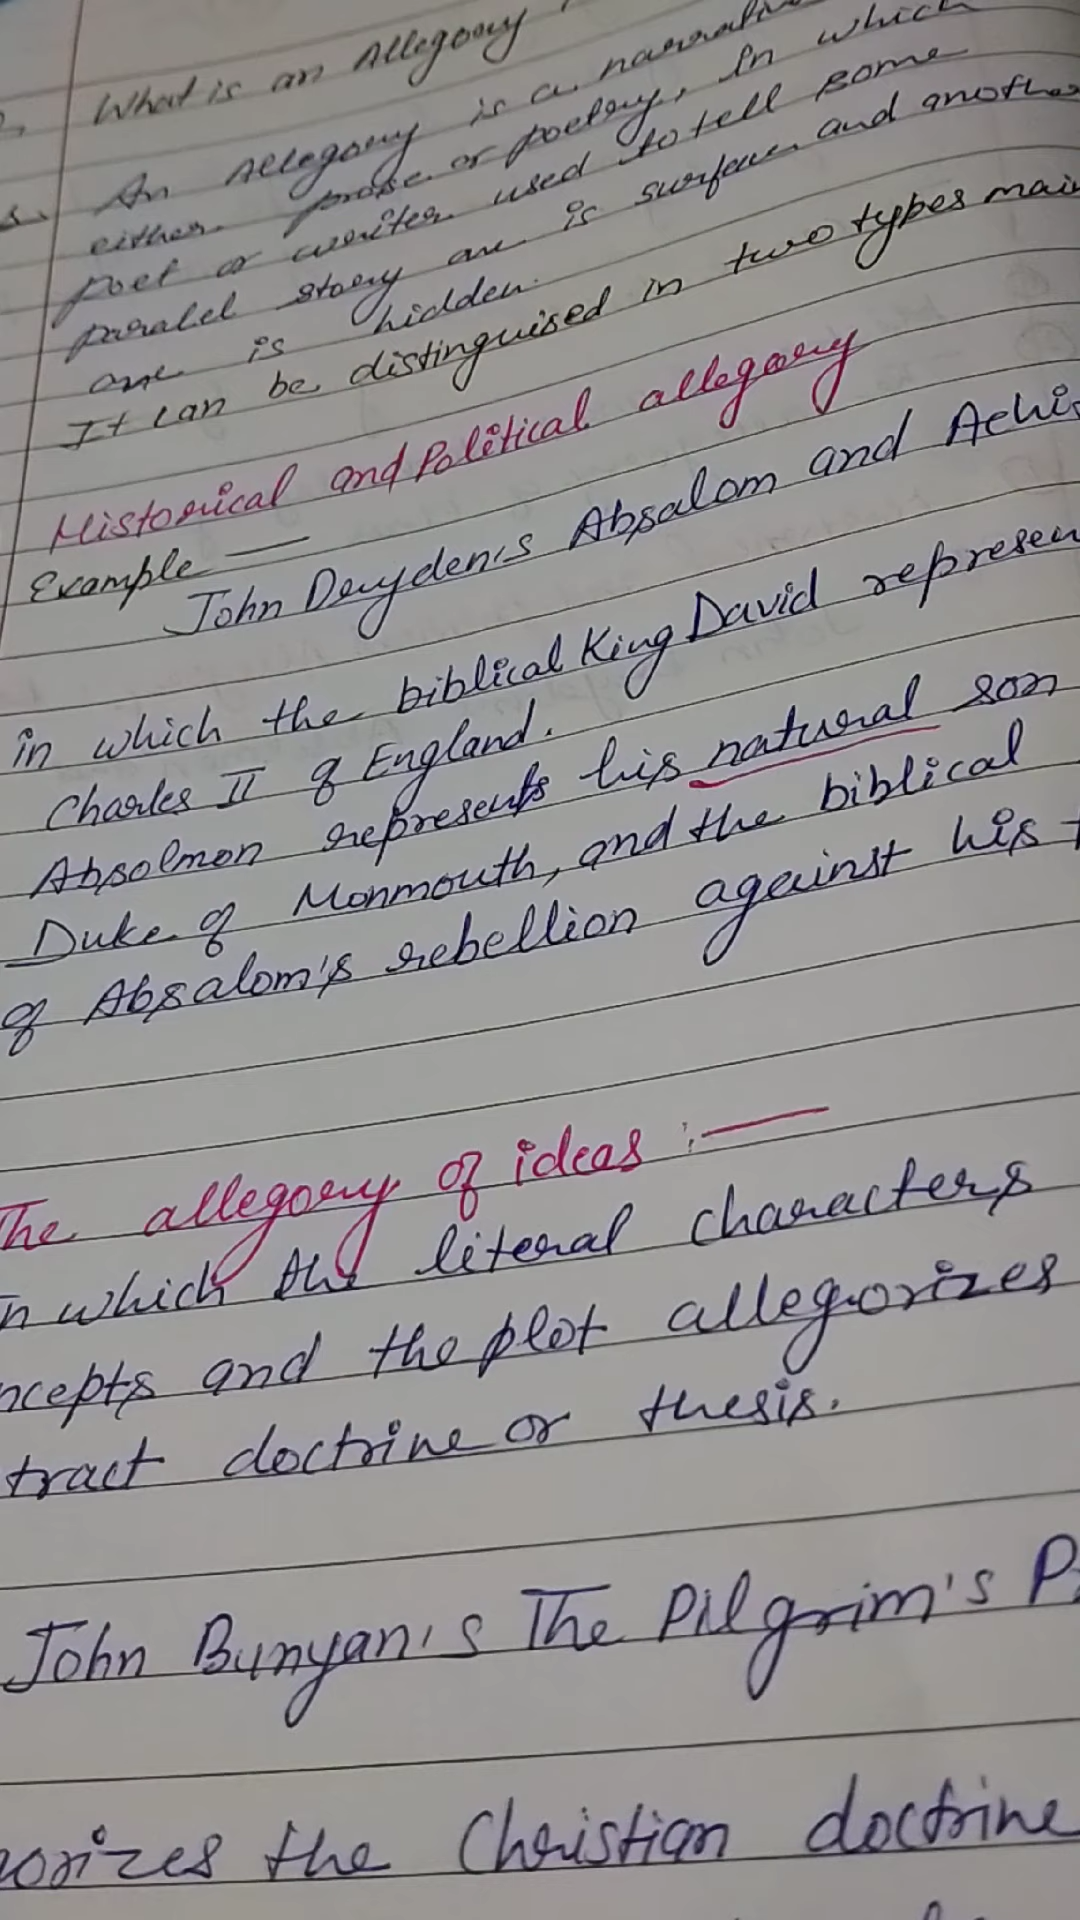 What is an Allegory
An Allegory is a narrative
either prose or poetry, In which
poet or writer used to tell some
paralel story one is surface and another
one is hidden.
It can be distinguised in two types main
Historical and Political allegory
Example —
John Dryden's Absalom and Achi
in which the biblical King David represen
Charles II of England.
Absolmon represents his natural son
Duke of Monmouth, and the biblical
of Absalom's rebellion against his
The allegory of ideas :—
In which the literal characters
ncepts and the plot allegorizes
tract doctrine or thesis.
John Bunyan's The Pilgrim's P
gorizes the Christian doctrine